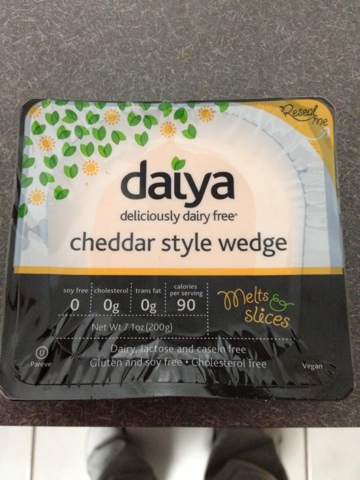 Reseal me
daiya
deliciously dairy free*
cheddar style wedge
soy free cholesterol trans fat calories per serving
0 0g 0g 90
Net Wt 7.1oz (200g)
Melts & slices
Dairy, lactose and casein free
Gluten and soy free • Cholesterol free
U
Pareve
Vegan